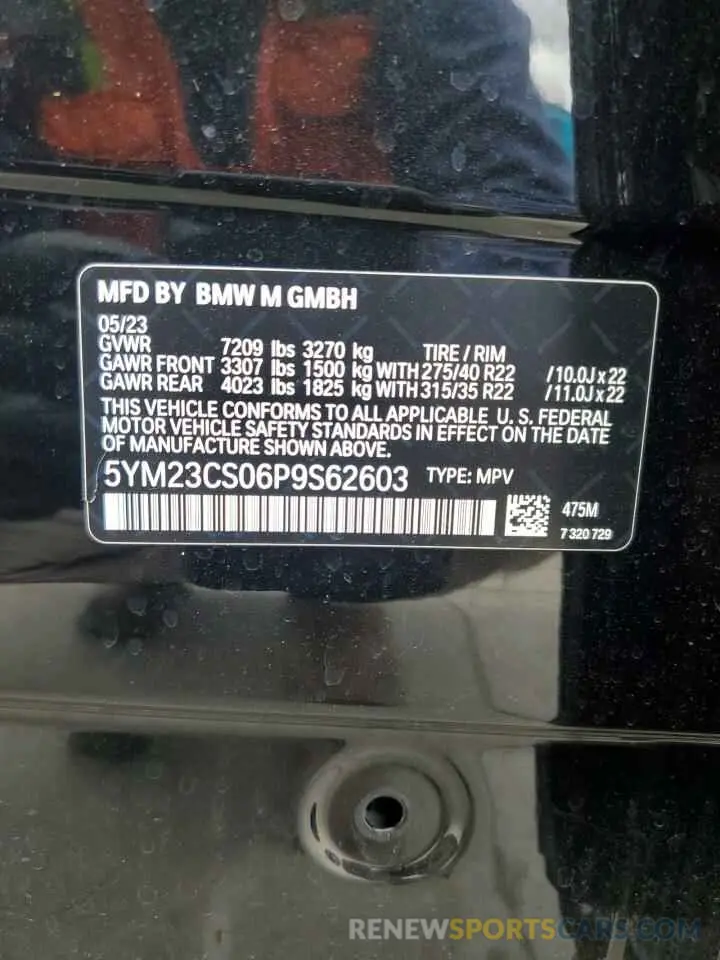 MFD BY BMW M GMBH
05/23
GVWR 7209 lbs 3270 kg TIRE / RIM
GAWR FRONT 3307 lbs 1500 kg WITH 275/40 R22 /10.0J x 22
GAWR REAR 4023 lbs 1825 kg WITH 315/35 R22 /11.0J x 22
THIS VEHICLE CONFORMS TO ALL APPLICABLE U. S. FEDERAL
MOTOR VEHICLE SAFETY STANDARDS IN EFFECT ON THE DATE
OF MANUFACTURE SHOWN ABOVE.
5YM23CS06P9S62603 TYPE: MPV
475M
7 320 729
RENEWSPORTSCARS.COM